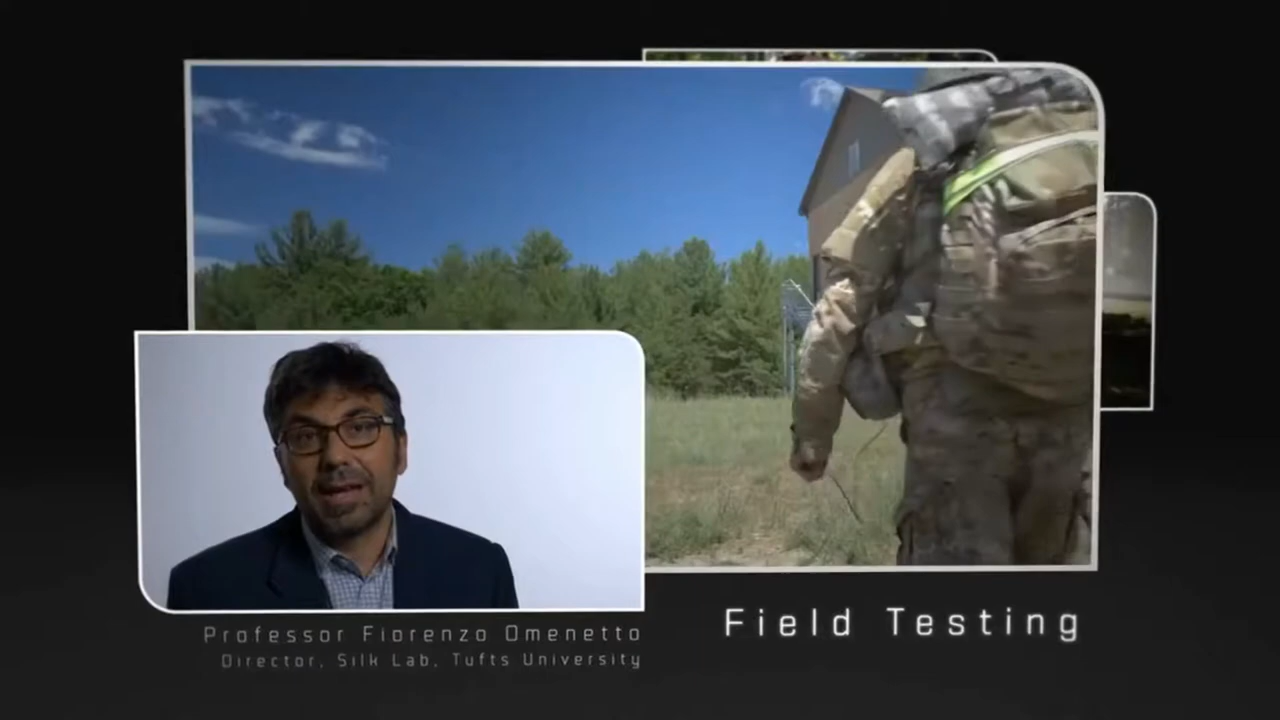 Professor Fiorenzo Omenetto
Director, Silk Lab, Tufts University
Field Testing